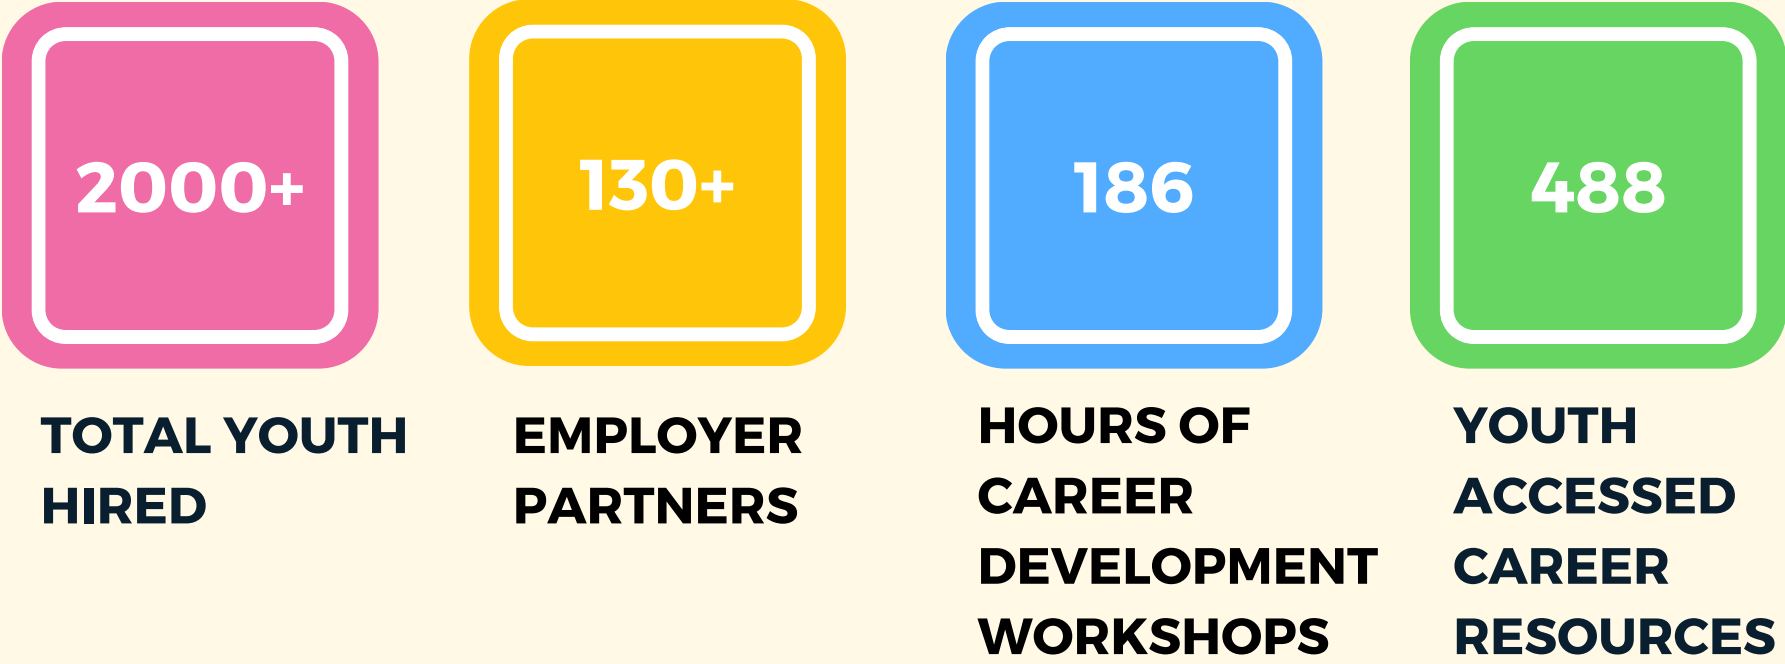 2000+
TOTAL YOUTH
HIRED
130+
EMPLOYER
PARTNERS
186
HOURS OF
CAREER
DEVELOPMENT
WORKSHOPS
488
YOUTH
ACCESSED
CAREER
RESOURCES